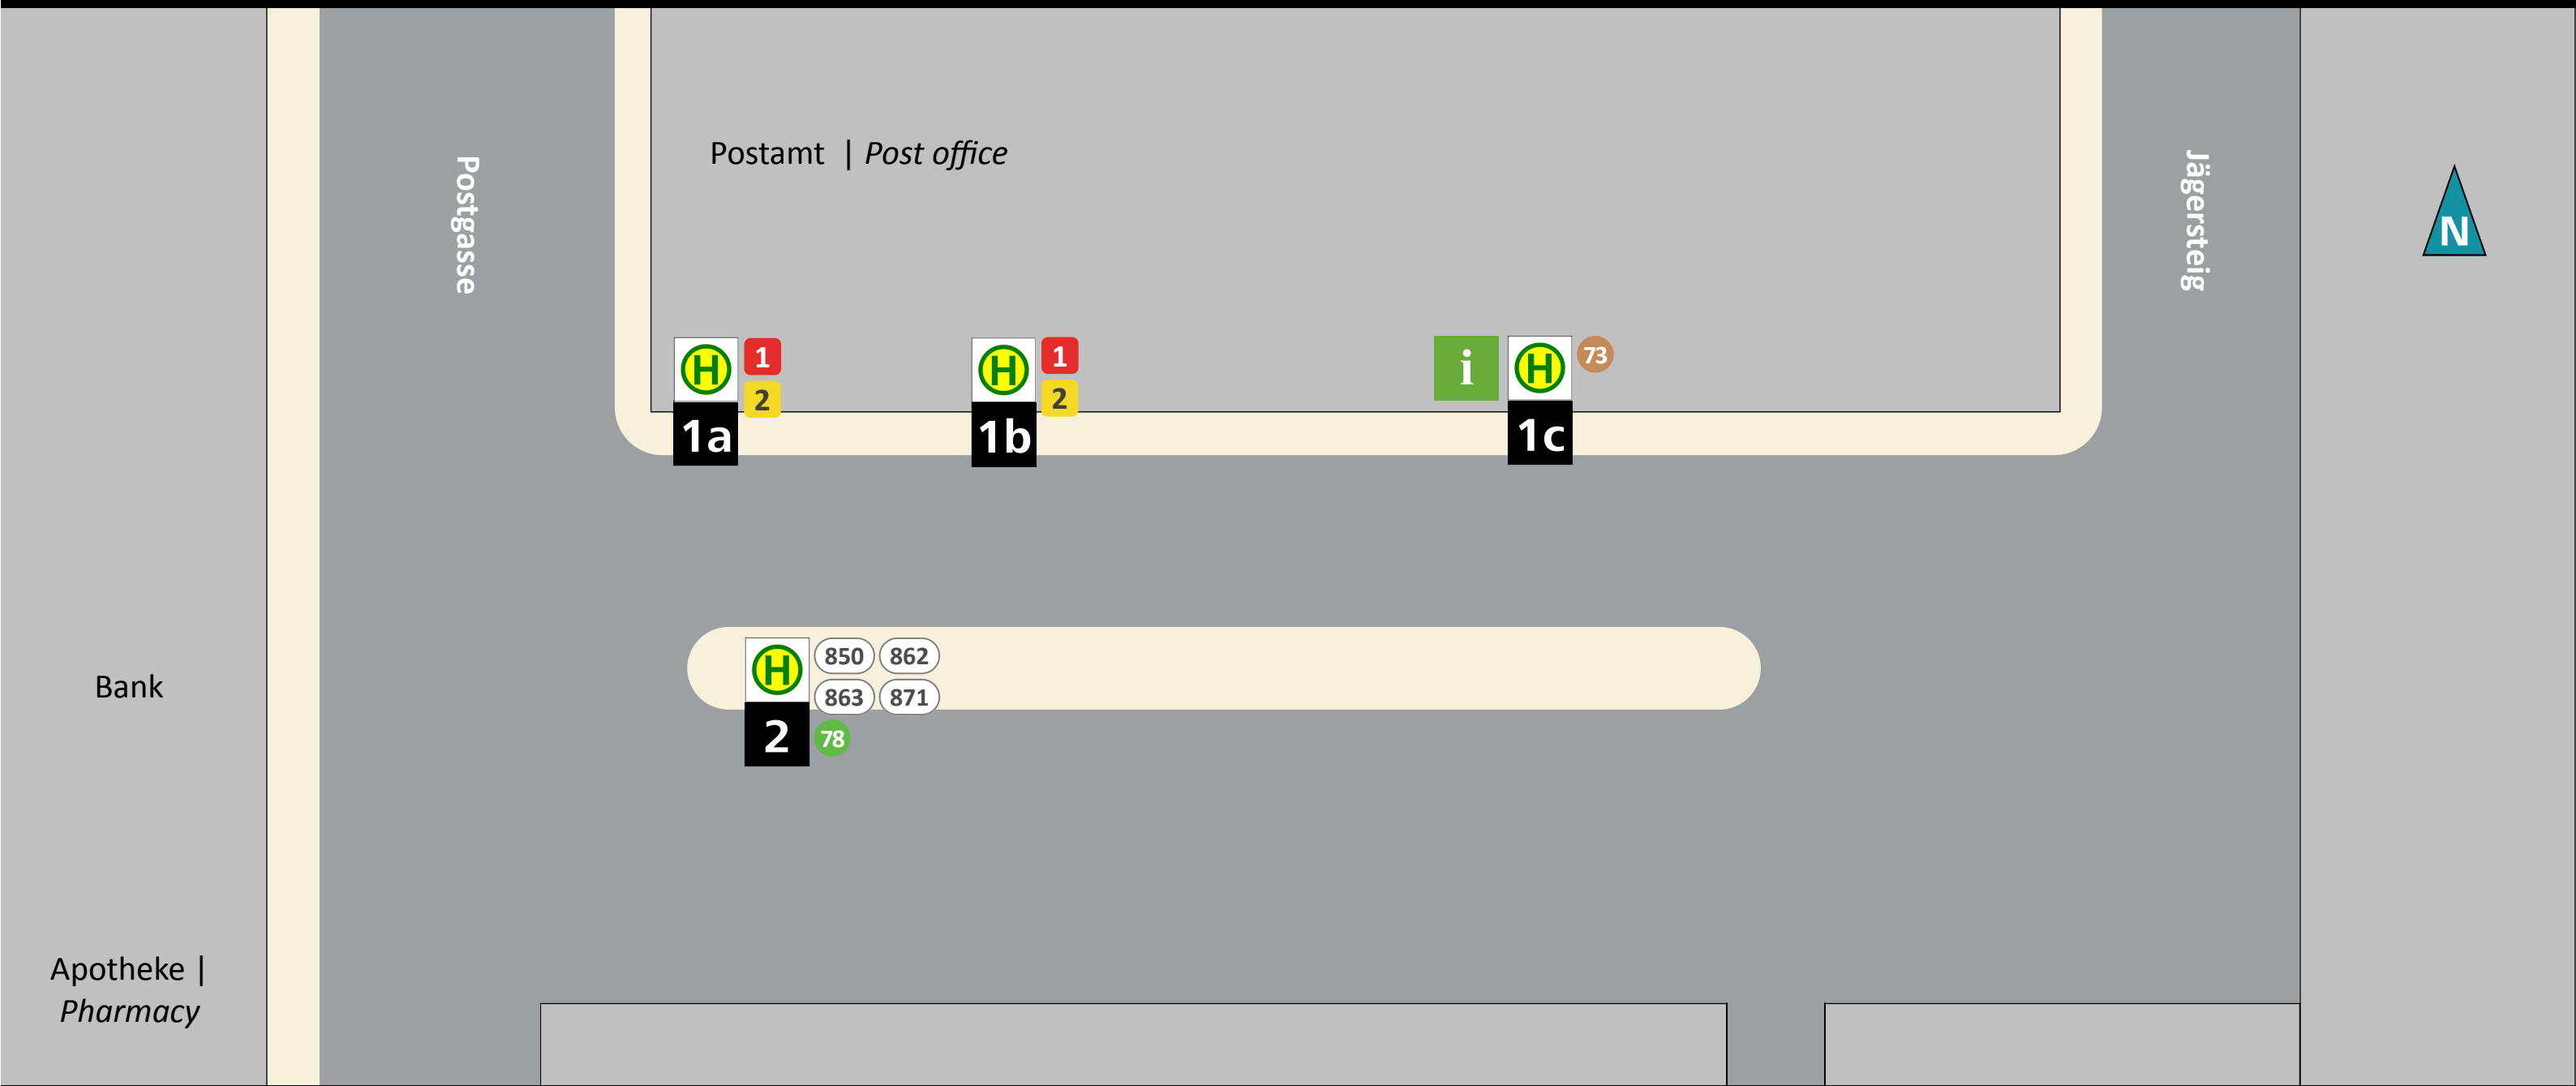 Postgasse
Postamt | Post office
Jägersteig
N
H 1
2
1a
H 1
2
1b
i H 73
1c
H 850 862
863 871
2 78
Bank
Apotheke |
Pharmacy